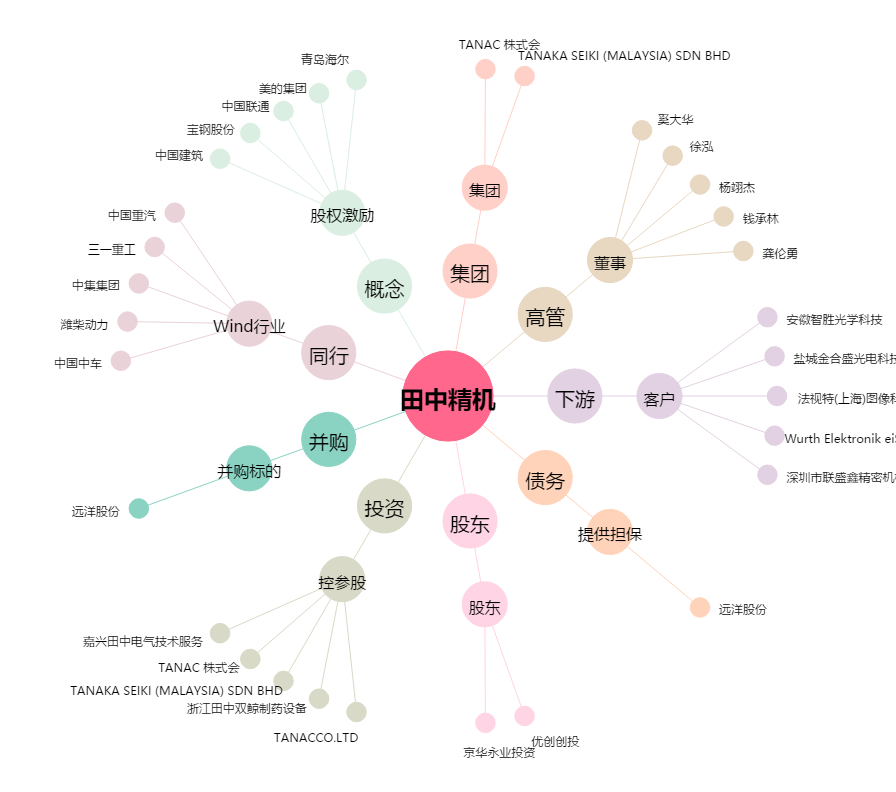 TANAC 株式会
TANAKA SEIKI (MALAYSIA) SDN BHD
青岛海尔
美的集团
中国联通
宝钢股份
中国建筑
股权激励
概念
集团
集团
奚大华
徐泓
杨翊杰
钱承林
龚伦勇
董事
高管
中国重汽
三一重工
中集集团
潍柴动力
中国中车
Wind行业
同行
田中精机
下游
客户
安徽智胜光学科技
盐城金合盛光电科技
法视特(上海)图像科
Wurth Elektronik eiS
深圳市联盛鑫精密机械
并购
并购标的
远洋股份
债务
提供担保
远洋股份
投资
控参股
嘉兴田中电气技术服务
TANAC 株式会
TANAKA SEIKI (MALAYSIA) SDN BHD
浙江田中双鲸制药设备
TANACCO.LTD
股东
股东
优创创投
京华永业投资